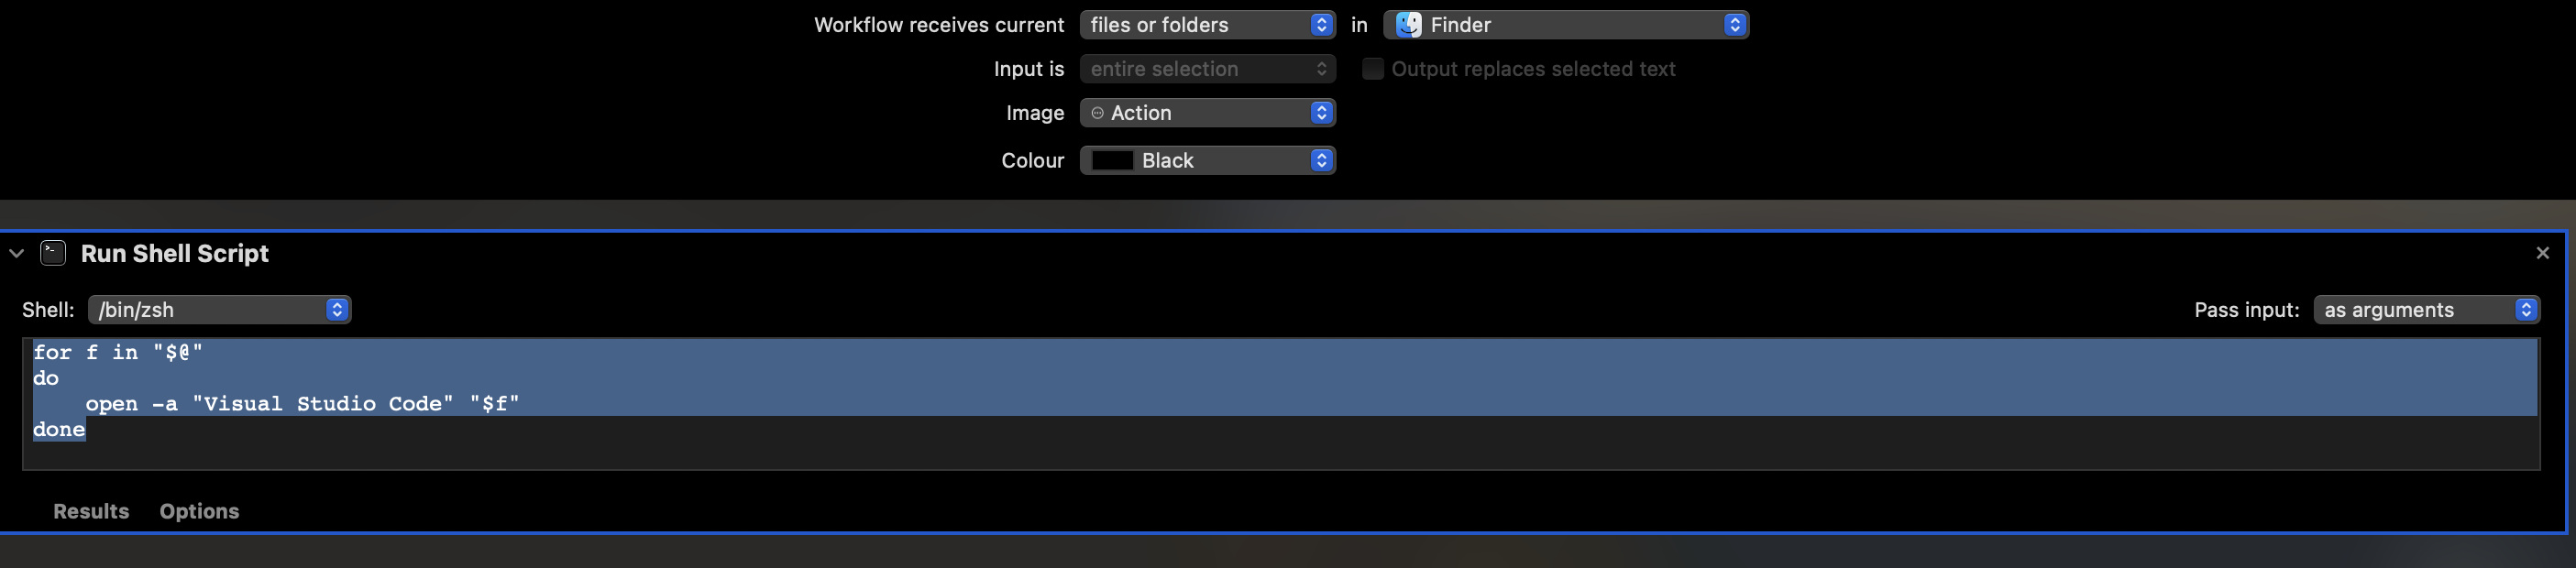 Workflow receives current files or folders in Finder
Input is entire selection Output replaces selected text
Image Action
Colour Black
Run Shell Script
Shell: /bin/zsh Pass input: as arguments
for f in "$@"
do
    open -a "Visual Studio Code" "$f"
done
Results Options